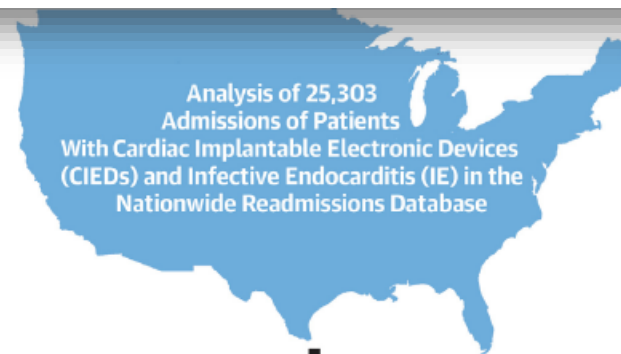 Analysis of 25,303
Admissions of Patients
With Cardiac Implantable Electronic Devices
(CIEDs) and Infective Endocarditis (IE) in the
Nationwide Readmissions Database